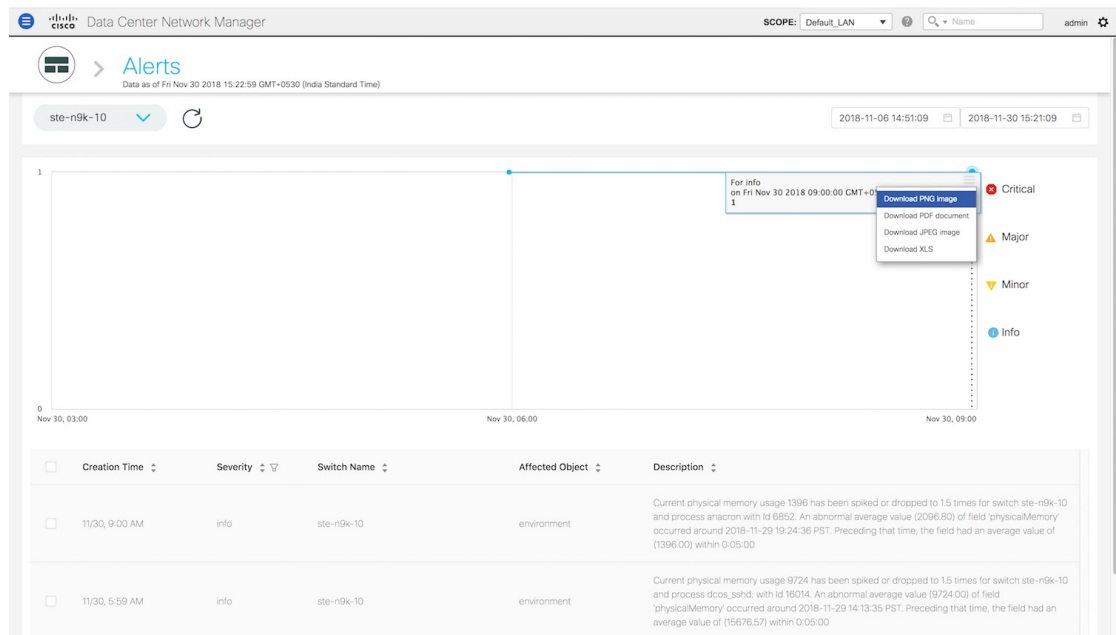 CISCO Data Center Network Manager SCOPE: Default_LAN Name admin
Alerts
Data as of Fri Nov 30 2018 15:22:59 GMT+0530 (India Standard Time)
ste-n9k-10 2018-11-06 14:51:09 2018-11-30 15:21:09
1
For info
on Fri Nov 30 2018 09:00:00 GMT+0
1
Download PNG image
Download PDF document
Download JPEG image
Download XLS
Critical
Major
Minor
Info
0
Nov 30, 03:00 Nov 30, 06:00 Nov 30, 09:00
Creation Time Severity Switch Name Affected Object Description
11/30, 9:00 AM info ste-n9k-10 environment
Current physical memory usage 1396 has been spiked or dropped to 1.5 times for switch ste-n9k-10
and process anacron with Id 6852. An abnormal average value (2096.80) of field 'physicalMemory'
occurred around 2018-11-29 19:24:36 PST. Preceding that time, the field had an average value of
(1396.00) within 0:05:00
11/30, 5:59 AM info ste-n9k-10 environment
Current physical memory usage 9724 has been spiked or dropped to 1.5 times for switch ste-n9k-10
and process dcos_sshd: with Id 16014. An abnormal average value (9724.00) of field
'physicalMemory' occurred around 2018-11-29 14:13:35 PST. Preceding that time, the field had an
average value of (15676.57) within 0:05:00